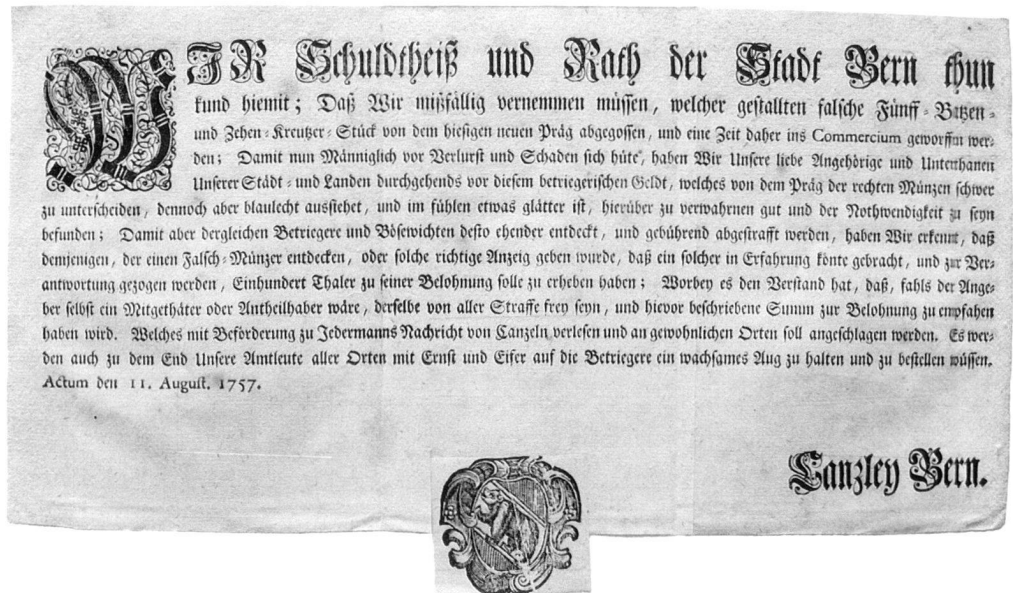 WIR Schuldtheiß und Rath der Stadt Bern thun
kund hiemit; Daß Wir mißfällig vernemmen müssen, welcher gestallten falsche Fünff-Batzen-
und Zehen-Kreutzer-Stück von dem hiesigen neuen Präg abgegossen, und eine Zeit daher ins Commercium geworffen wer-
den; Damit nun Männiglich vor Verlurst und Schaden sich hüte, haben Wir Unsere liebe Angehörige und Unterthanen
Unserer Städt- und Landen durchgehends vor diesem betriegerischen Geldt, welches von dem Präg der rechten Münzen schwer
zu unterscheiden, dennoch aber blaulecht aussiehet, und im fühlen etwas glätter ist, hierüber zu verwahrnen gut und der Nothwendigkeit zu seyn
befunden; Damit aber dergleichen Betriegere und Bösewichten desto ehender entdeckt, und gebührend abgestrafft werden, haben Wir erkennt, daß
demjenigen, der einen Falsch-Münzer entdecken, oder solche richtige Anzeig geben wurde, daß ein solcher in Erfahrung könte gebracht, und zur Ver-
antwortung gezogen werden, Einhundert Thaler zu seiner Belohnung solle zu erheben haben; Worbey es den Verstand hat, daß, fahls der Ange-
ber selbst ein Mitgethäter oder Antheilhaber wäre, derselbe von aller Straffe frey seyn, und hievor beschriebene Summ zur Belohnung zu empfahen
haben wird. Welches mit Beförderung zu Jedermanns Nachricht von Canzeln verlesen und an gewohnlichen Orten soll angeschlagen werden. Es wer-
den auch zu dem End Unsere Amtleute aller Orten mit Ernst und Eifer auf die Betriegere ein wachsames Aug zu halten und zu bestellen wüssen.
Actum den 11. August. 1757.
Canzley Bern.